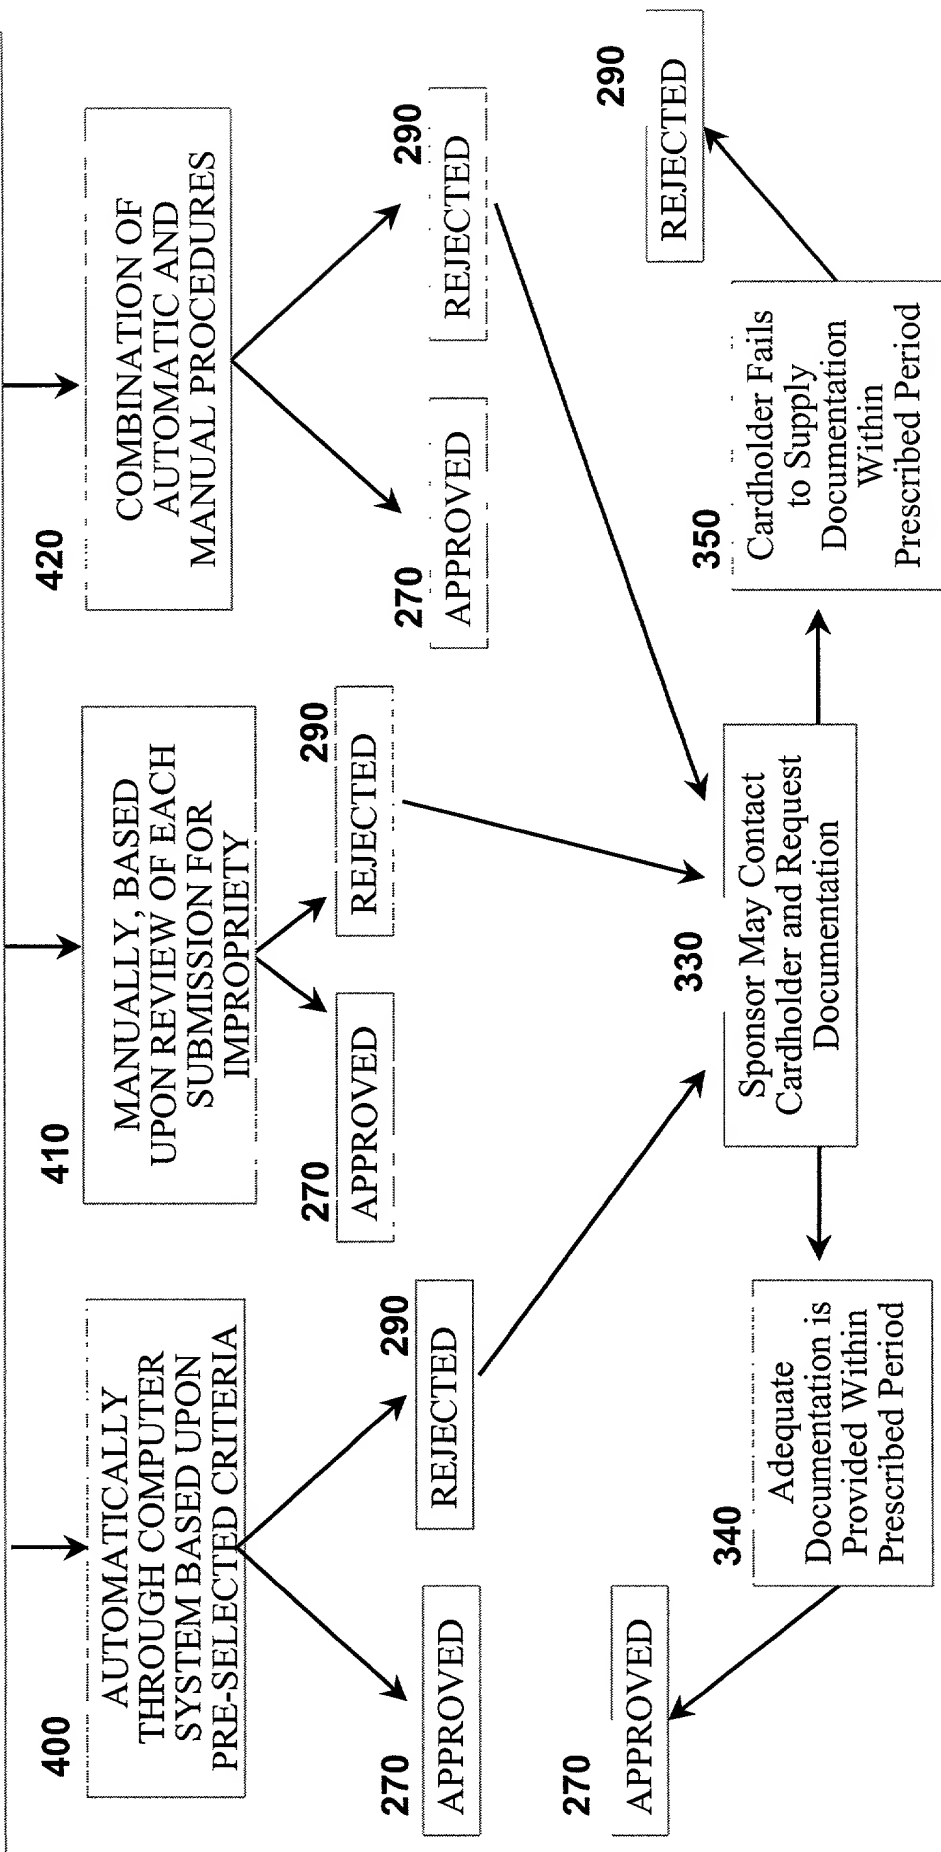 400
AUTOMATICALLY
THROUGH COMPUTER
SYSTEM BASED UPON
PRE-SELECTED CRITERIA
410
MANUALLY, BASED
UPON REVIEW OF EACH
SUBMISSION FOR
IMPROPRIETY
420
COMBINATION OF
AUTOMATIC AND
MANUAL PROCEDURES
270
APPROVED
290
REJECTED
270
APPROVED
290
REJECTED
270
APPROVED
290
REJECTED
270
APPROVED
340
Adequate
Documentation is
Provided Within
Prescribed Period
330
Sponsor May Contact
Cardholder and Request
Documentation
350
Cardholder Fails
to Supply
Documentation
Within
Prescribed Period
290
REJECTED